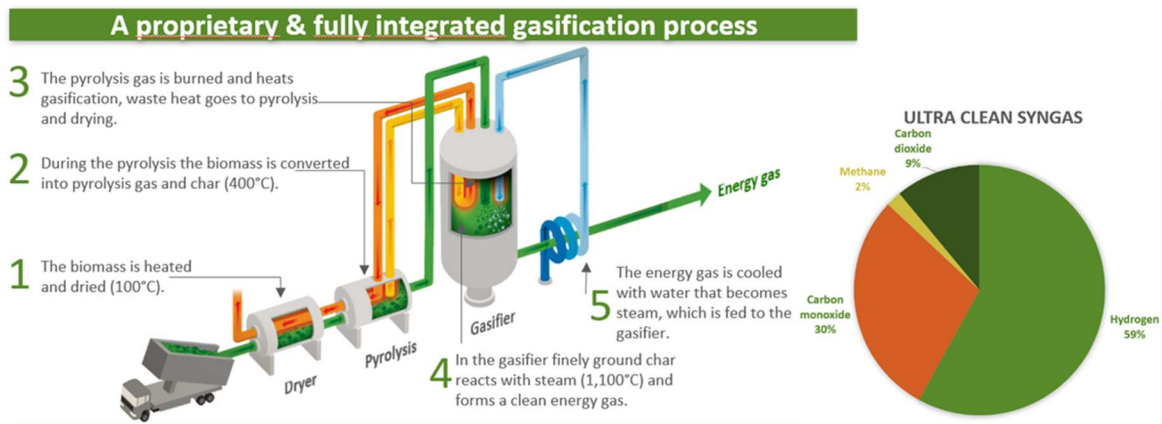 A proprietary & fully integrated gasification process
3 The pyrolysis gas is burned and heats
gasification, waste heat goes to pyrolysis
and drying.
2 During the pyrolysis the biomass is converted
into pyrolysis gas and char (400°C).
1 The biomass is heated
and dried (100°C).
Dryer
Pyrolysis
Gasifier
Energy gas
4 In the gasifier finely ground char
reacts with steam (1,100°C) and
forms a clean energy gas.
5 The energy gas is cooled
with water that becomes
steam, which is fed to the
gasifier.
ULTRA CLEAN SYNGAS
Carbon
dioxide
9%
Methane
2%
Carbon
monoxide
30%
Hydrogen
59%